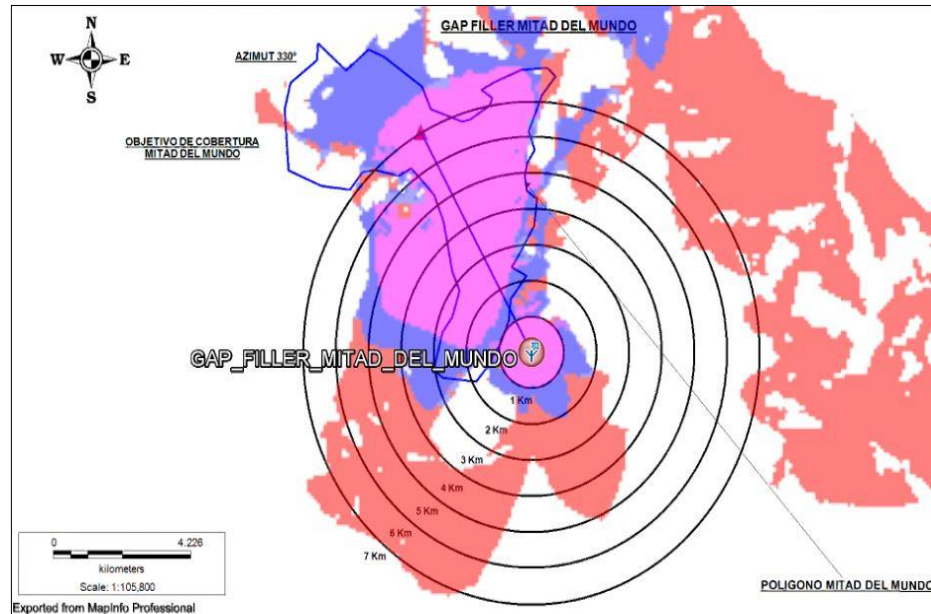 GAP FILLER MITAD DEL MUNDO
N
W E
S
AZIMUT 330º
OBJETIVO DE COBERTURA
MITAD DEL MUNDO
GAP_FILLER_MITAD_DEL_MUNDO
1 Km
2 Km
3 Km
4 Km
5 Km
6 Km
7 Km
0 4.226
kilometers
Scale: 1:105,800
POLIGONO MITAD DEL MUNDO
Exported from MapInfo Professional